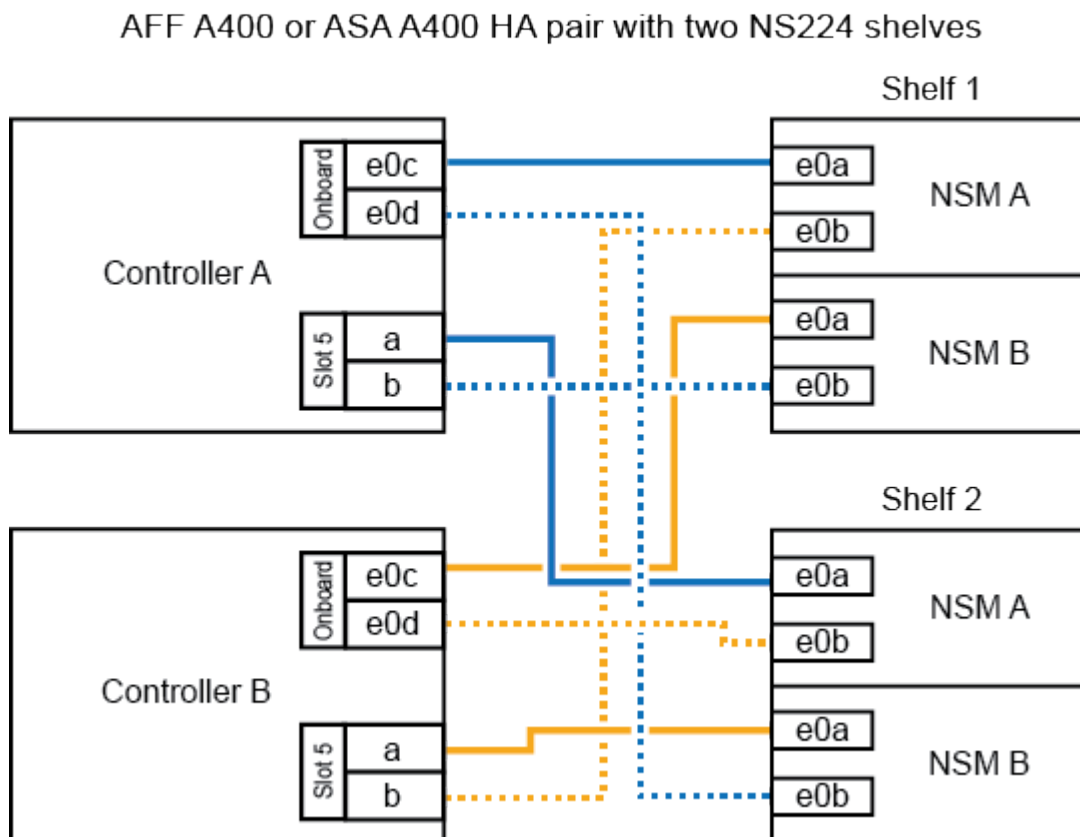 AFF A400 or ASA A400 HA pair with two NS224 shelves
Shelf 1
Controller A
Onboard
e0c
e0d
Slot 5
a
b
e0a
e0b
NSM A
e0a
e0b
NSM B
Shelf 2
Controller B
Onboard
e0c
e0d
Slot 5
a
b
e0a
e0b
NSM A
e0a
e0b
NSM B